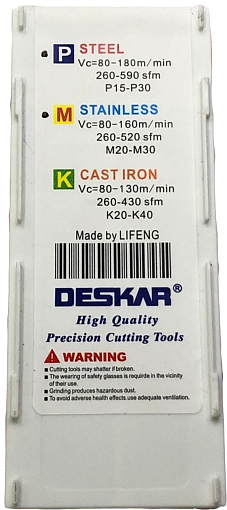 P STEEL
Vc=80-180m/min
260-590 sfm
P15-P30
M STAINLESS
Vc=80-160m/min
260-520 sfm
M20-M30
K CAST IRON
Vc=80-130m/min
260-430 sfm
K20-K40
Made by LIFENG
DESKAR®
High Quality
Precision Cutting Tools
WARNING
Cutting tools may shatter if broken.
The wearing of safety glasses is requirde in the vicinity
of their use.
Grinding produces hazardous dust.
To avoid adverse health effects.use adequate ventilation.